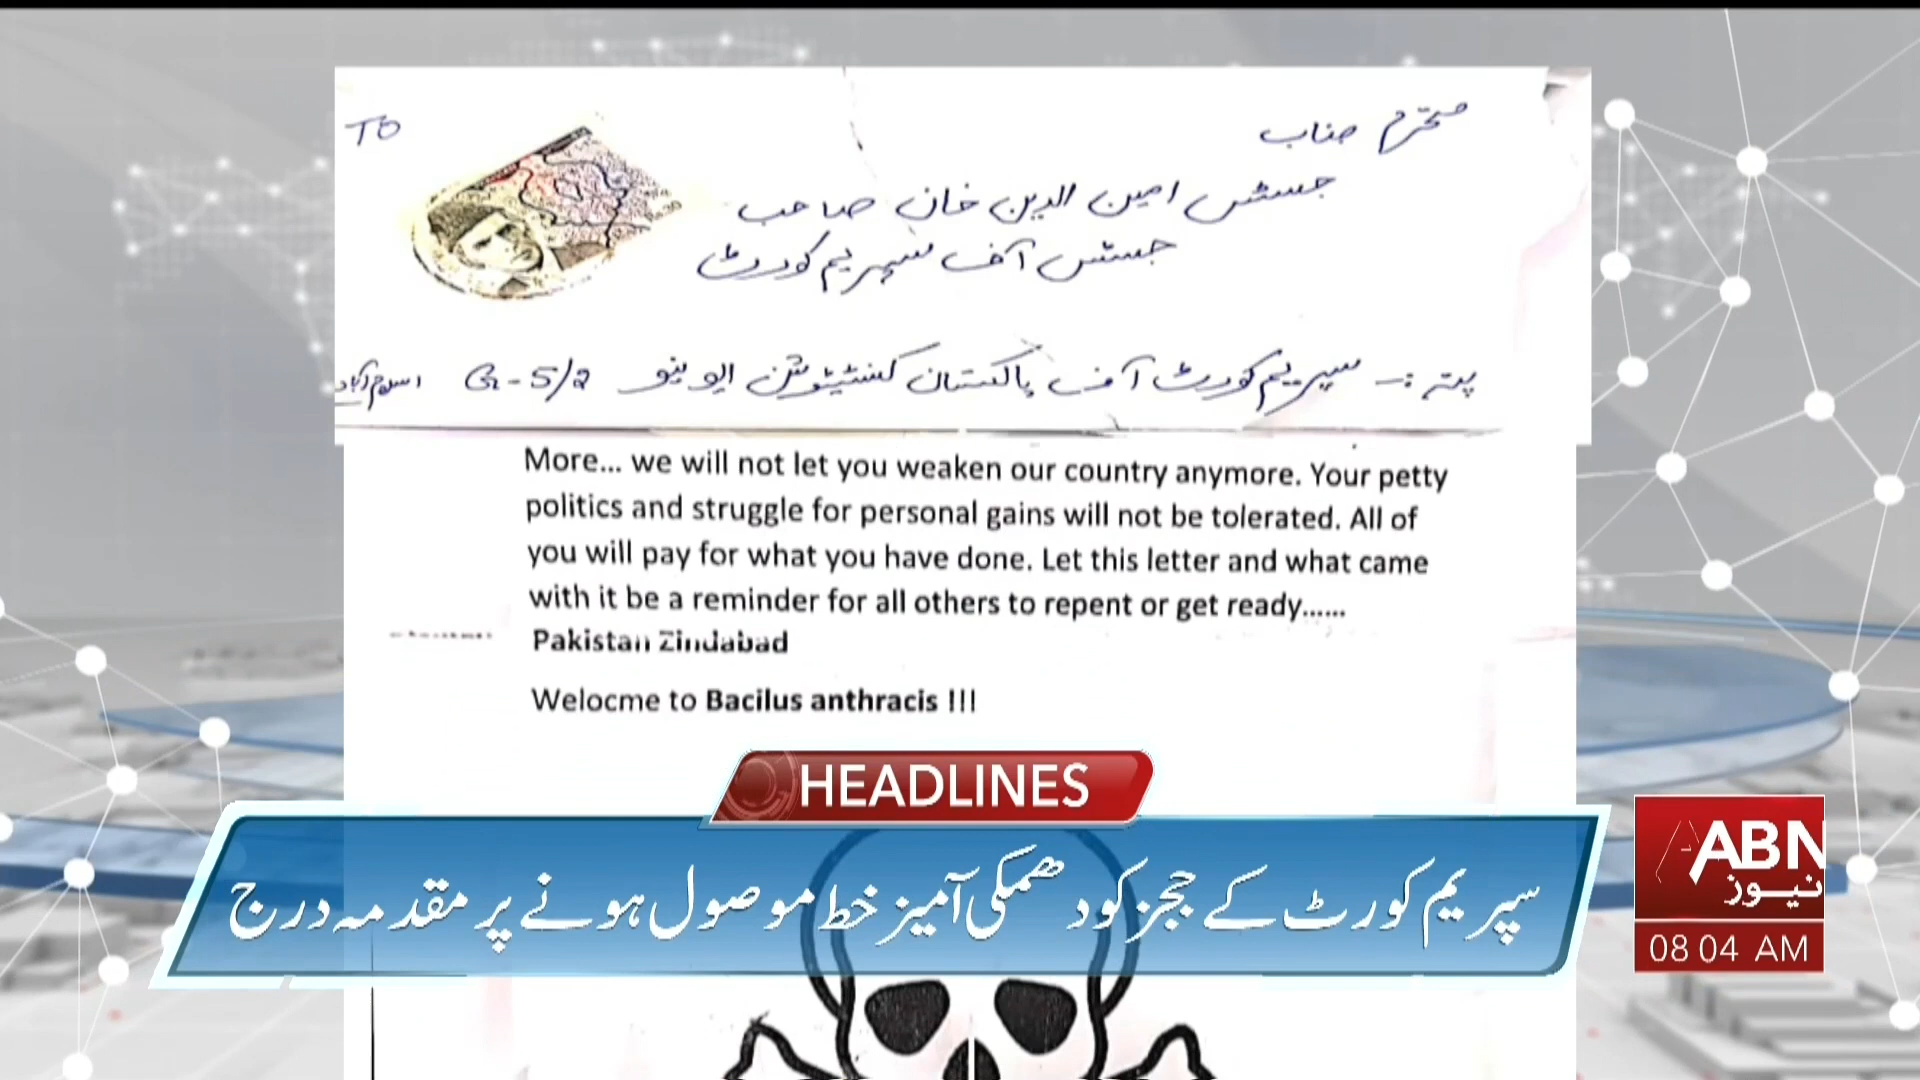 TO
محترم جناب
جسٹس امین الدین خان صاحب
جسٹس آف سپریم کورٹ
پتہ :- سپریم کورٹ آف پاکستان کنسٹیٹیوشن ایونیو G-5/2 اسلام آباد
More... we will not let you weaken our country anymore. Your petty
politics and struggle for personal gains will not be tolerated. All of
you will pay for what you have done. Let this letter and what came
with it be a reminder for all others to repent or get ready......
Pakistan Zindabad
Welocme to Bacilus anthracis !!!
HEADLINES
سپریم کورٹ کے ججز کو دھمکی آمیز خط موصول ہونے پر مقدمہ درج
ABN
نیوز
08 04 AM